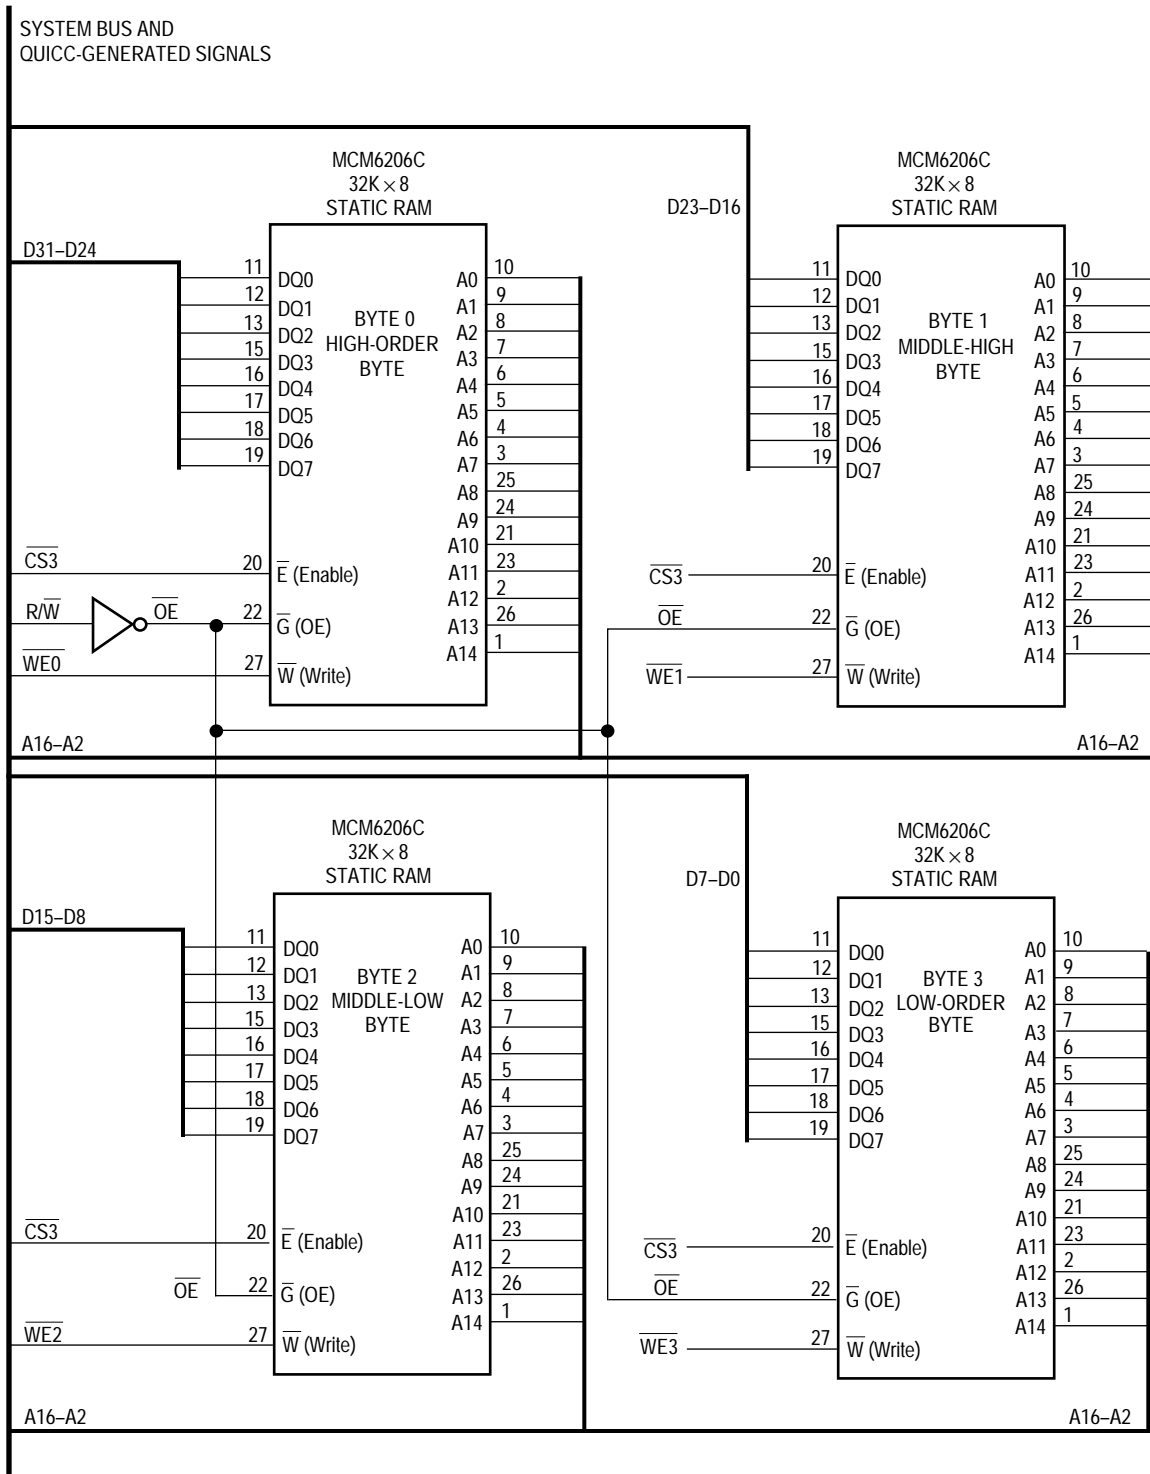 SYSTEM BUS AND
QUICC-GENERATED SIGNALS
MCM6206C
32K × 8
STATIC RAM
D31–D24
11 DQ0
12 DQ1
13 DQ2
15 DQ3
16 DQ4
17 DQ5
18 DQ6
19 DQ7
BYTE 0
HIGH-ORDER
BYTE
A0 10
A1 9
A2 8
A3 7
A4 6
A5 5
A6 4
A7 3
A8 25
A9 24
A10 21
A11 23
A12 2
A13 26
A14 1
C̅S̅3̅ 20 E̅ (Enable)
R/W̅ O̅E̅ 22 G̅ (OE)
W̅E̅0̅ 27 W̅ (Write)
A16–A2
MCM6206C
32K × 8
STATIC RAM
D23–D16
11 DQ0
12 DQ1
13 DQ2
15 DQ3
16 DQ4
17 DQ5
18 DQ6
19 DQ7
BYTE 1
MIDDLE-HIGH
BYTE
A0 10
A1 9
A2 8
A3 7
A4 6
A5 5
A6 4
A7 3
A8 25
A9 24
A10 21
A11 23
A12 2
A13 26
A14 1
C̅S̅3̅ 20 E̅ (Enable)
O̅E̅ 22 G̅ (OE)
W̅E̅1̅ 27 W̅ (Write)
A16–A2
MCM6206C
32K × 8
STATIC RAM
D15–D8
11 DQ0
12 DQ1
13 DQ2
15 DQ3
16 DQ4
17 DQ5
18 DQ6
19 DQ7
BYTE 2
MIDDLE-LOW
BYTE
A0 10
A1 9
A2 8
A3 7
A4 6
A5 5
A6 4
A7 3
A8 25
A9 24
A10 21
A11 23
A12 2
A13 26
A14 1
C̅S̅3̅ 20 E̅ (Enable)
O̅E̅ 22 G̅ (OE)
W̅E̅2̅ 27 W̅ (Write)
A16–A2
MCM6206C
32K × 8
STATIC RAM
D7–D0
11 DQ0
12 DQ1
13 DQ2
15 DQ3
16 DQ4
17 DQ5
18 DQ6
19 DQ7
BYTE 3
LOW-ORDER
BYTE
A0 10
A1 9
A2 8
A3 7
A4 6
A5 5
A6 4
A7 3
A8 25
A9 24
A10 21
A11 23
A12 2
A13 26
A14 1
C̅S̅3̅ 20 E̅ (Enable)
O̅E̅ 22 G̅ (OE)
W̅E̅3̅ 27 W̅ (Write)
A16–A2